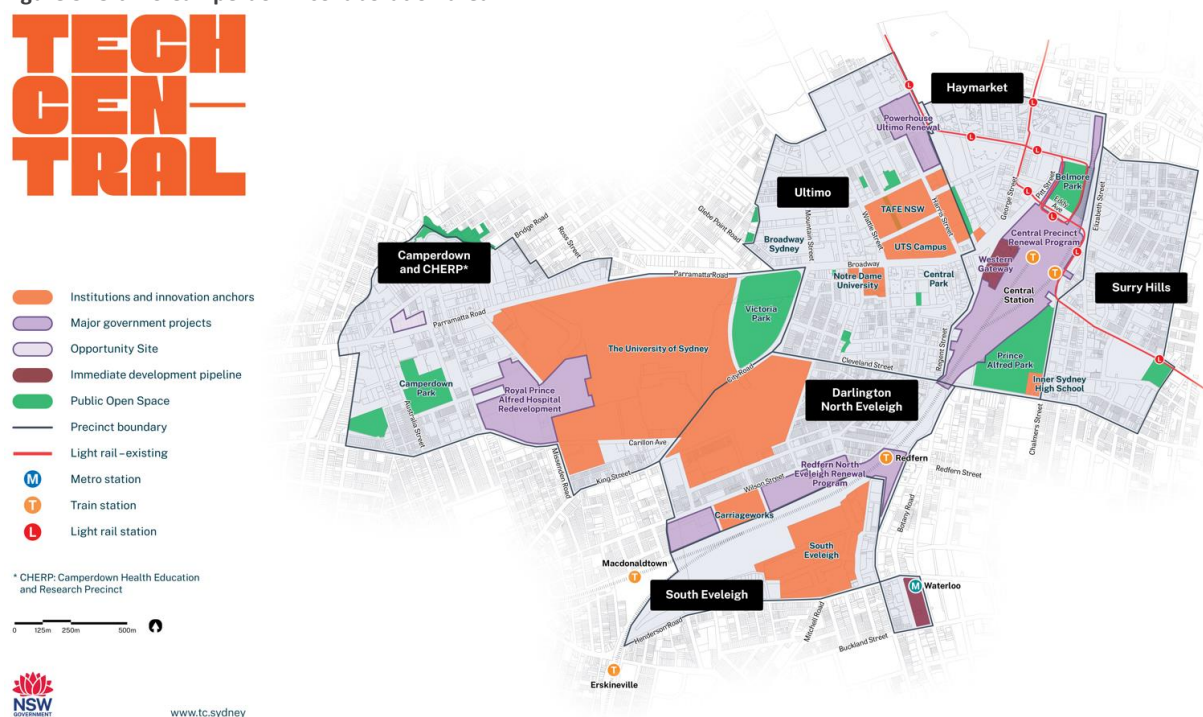 TECH
CEN–
TRAL
Institutions and innovation anchors
Major government projects
Opportunity Site
Immediate development pipeline
Public Open Space
Precinct boundary
Light rail – existing
M Metro station
T Train station
L Light rail station
* CHERP: Camperdown Health Education
and Research Precinct
0 125m 250m 500m
NSW
GOVERNMENT
www.tc.sydney
Haymarket
Powerhouse
Ultimo Renewal
L
L
L
L
L
L
L
L
Belmore
Park
Pitt Street
Eddy
Ave
George Street
Elizabeth Street
Ultimo
TAFE NSW
Harris Street
Wattle Street
Mountain Street
UTS Campus
Glebe Point Road
Broadway
Sydney
Broadway
Notre Dame
University
Central
Park
Central Precinct
Renewal Program
Western
Gateway
T
T
Central
Station
Surry Hills
Bridge Road
Ross Street
Camperdown
and CHERP*
Parramatta Road
Parramatta Road
Victoria
Park
The University of Sydney
City Road
Cleveland Street
Regent Street
Prince
Alfred Park
Inner Sydney
High School
Chalmers Street
Camperdown
Park
Australia Street
Royal Prince
Alfred Hospital
Redevelopment
Darlington
North Eveleigh
Carillon Ave
Missenden Road
King Street
Wilson Street
Redfern North
Eveleigh Renewal
Program
T Redfern
Redfern Street
Botany Road
Carriageworks
South
Eveleigh
Macdonaldtown
T
South Eveleigh
M Waterloo
Henderson Road
Mitchell Road
Buckland Street
T
Erskineville